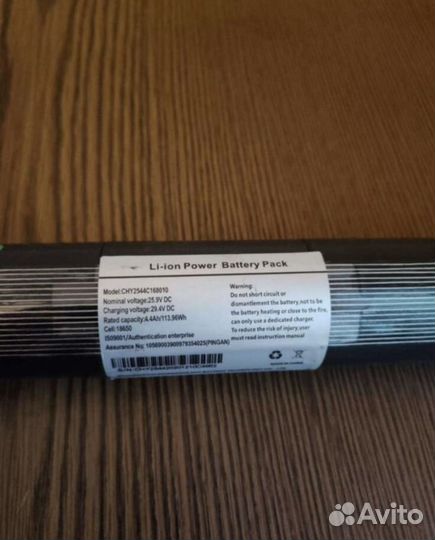 Li-ion Power Battery Pack
Model:CHY2544C168010
Nominal voltage:25.9V DC
Charging voltage:29.4V DC
Rated capacity:4.4Ah/113.96Wh
Cell:18650
IS09001/Authentication enterprise
Assurance No: 10569003900979354025(PINGAN)
Warning:
Do not short circuit or
dismantlement the battery,not to be
the battery heating or close to the fire,
can only use a dedicated charger.
To reduce the risk of injury,user
must read instruction manual
Avito